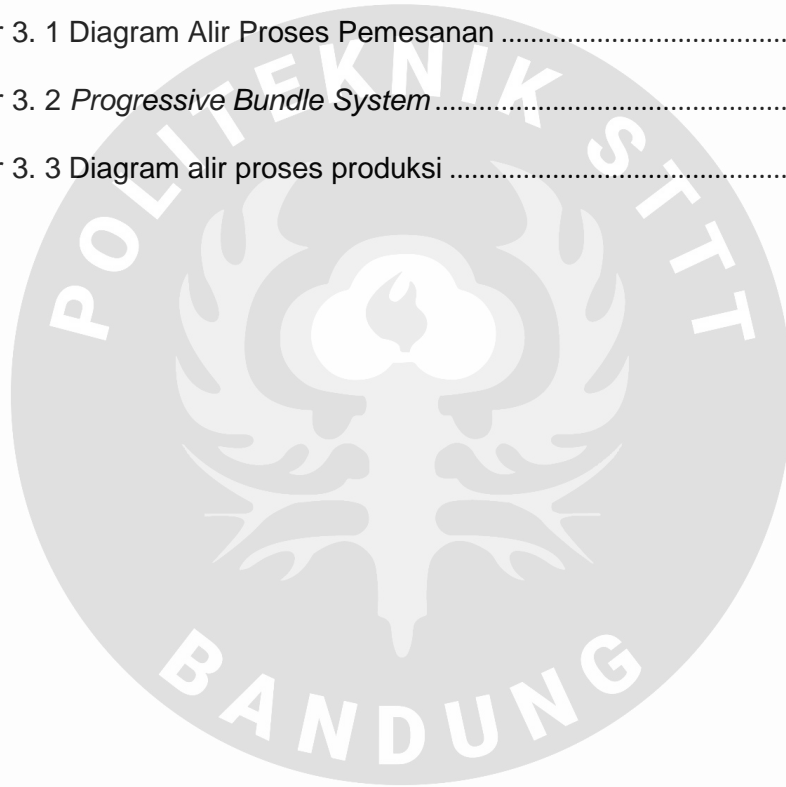 r 3. 1 Diagram Alir Proses Pemesanan ...................................
r 3. 2 Progressive Bundle System ...........................................
r 3. 3 Diagram alir proses produksi .........................................
POLITEKNIK STTT
BANDUNG